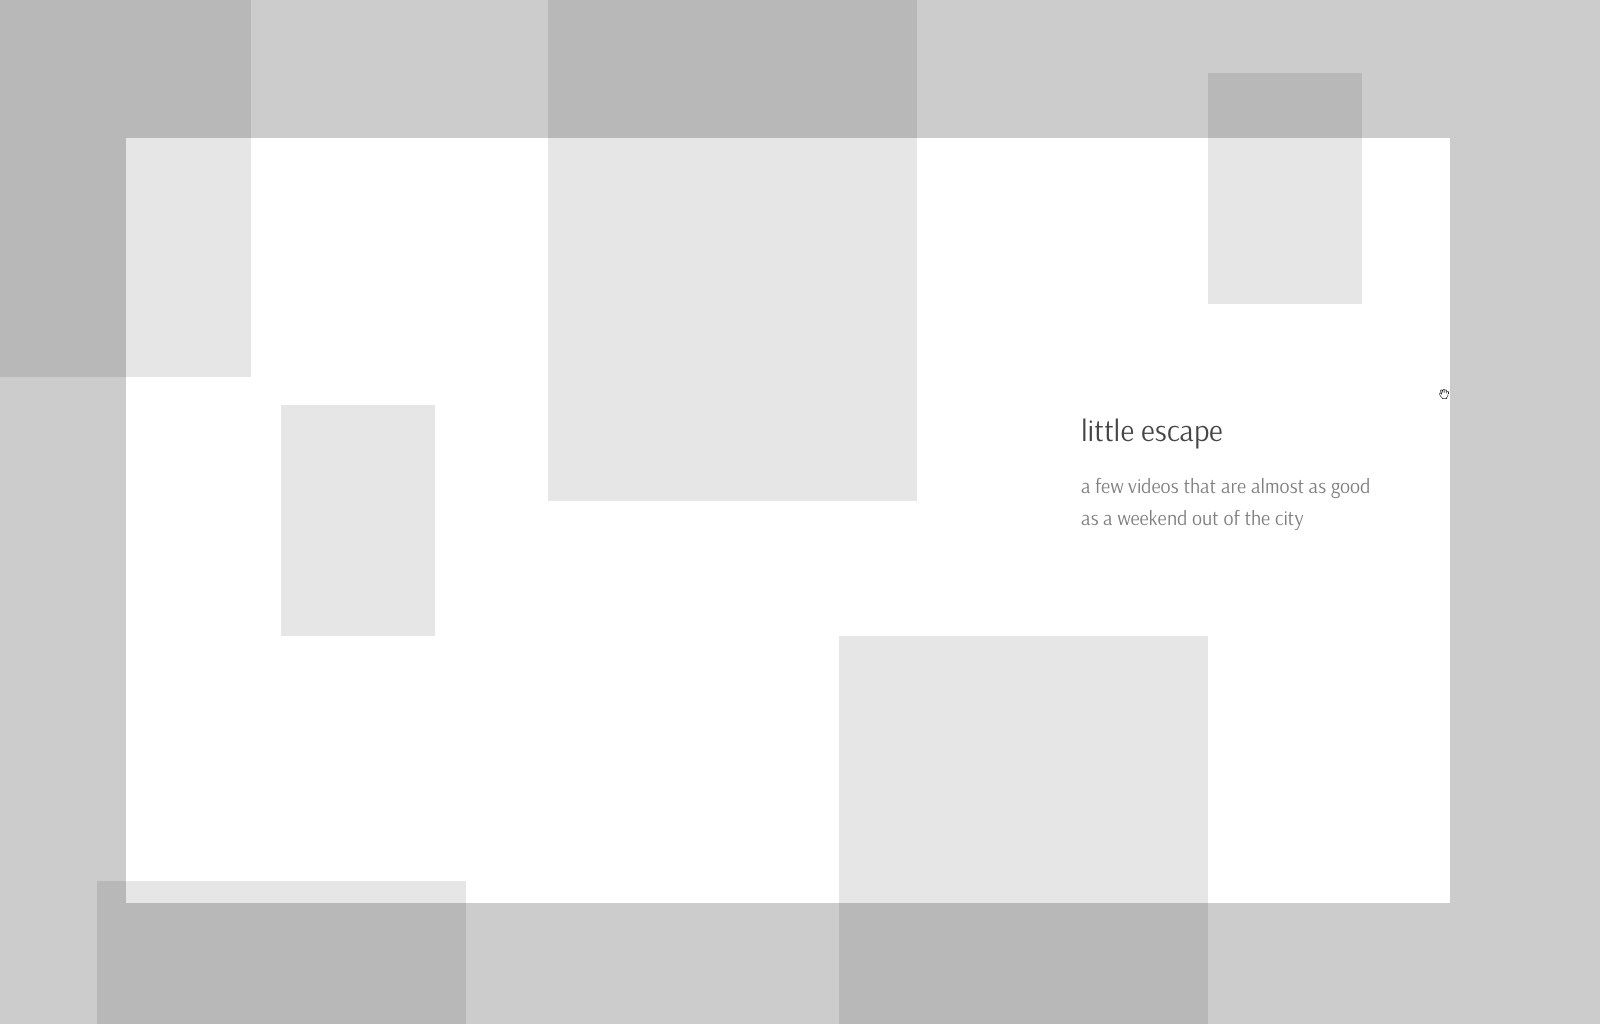 little escape
a few videos that are almost as good
as a weekend out of the city